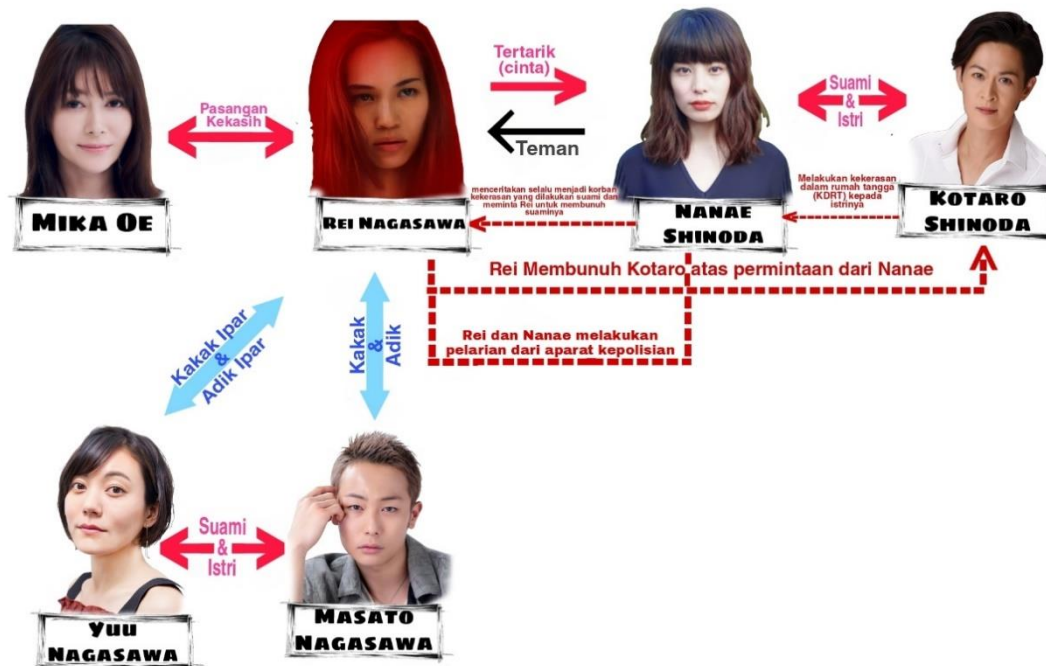 Pasangan
Kekasih
Tertarik
(cinta)
Teman
Suami
&
Istri
MIKA OE
REI NAGASAWA
menceritakan selalu menjadi korban
kekerasan yang dilakukan suami dan
meminta Rei untuk membunuh
suaminya
NANAE
SHINODA
Melakukan kekerasan
dalam rumah tangga
(KDRT) kepada
istrinya
KOTARO
SHINODA
Rei Membunuh Kotaro atas permintaan dari Nanae
Rei dan Nanae melakukan
pelarian dari aparat kepolisian
Kakak Ipar
&
Adik Ipar
Kakak
&
Adik
Suami
&
Istri
YUU
NAGASAWA
MASATO
NAGASAWA